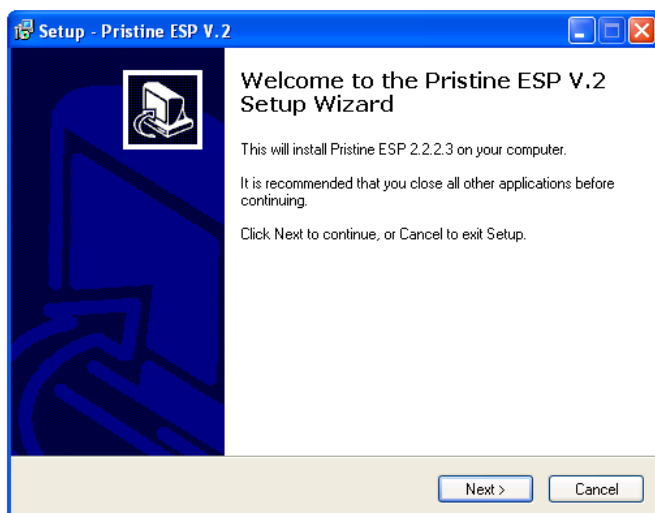 Setup - Pristine ESP V.2
Welcome to the Pristine ESP V.2
Setup Wizard
This will install Pristine ESP 2.2.2.3 on your computer.
It is recommended that you close all other applications before
continuing.
Click Next to continue, or Cancel to exit Setup.
Next > Cancel